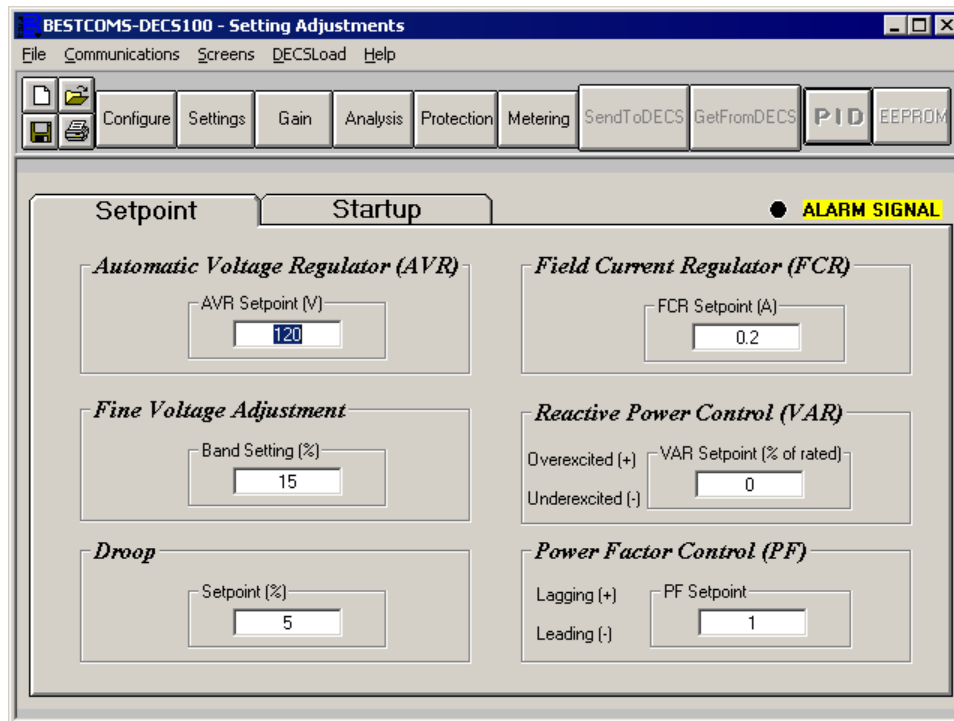 BESTCOMS-DECS100 - Setting Adjustments
File Communications Screens DECSLoad Help
Configure Settings Gain Analysis Protection Metering SendToDECS GetFromDECS PID EEPROM
Setpoint Startup ALARM SIGNAL
Automatic Voltage Regulator (AVR)
AVR Setpoint (V)
120
Field Current Regulator (FCR)
FCR Setpoint (A)
0.2
Fine Voltage Adjustment
Band Setting (%)
15
Reactive Power Control (VAR)
Overexcited (+)
Underexcited (-)
VAR Setpoint (% of rated)
0
Droop
Setpoint (%)
5
Power Factor Control (PF)
Lagging (+)
Leading (-)
PF Setpoint
1